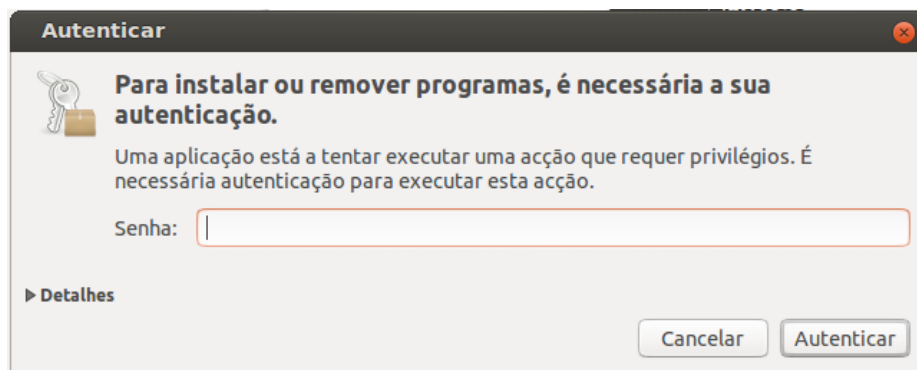 Autenticar
Para instalar ou remover programas, é necessária a sua
autenticação.
Uma aplicação está a tentar executar uma acção que requer privilégios. É
necessária autenticação para executar esta acção.
Senha:
Detalhes
Cancelar
Autenticar